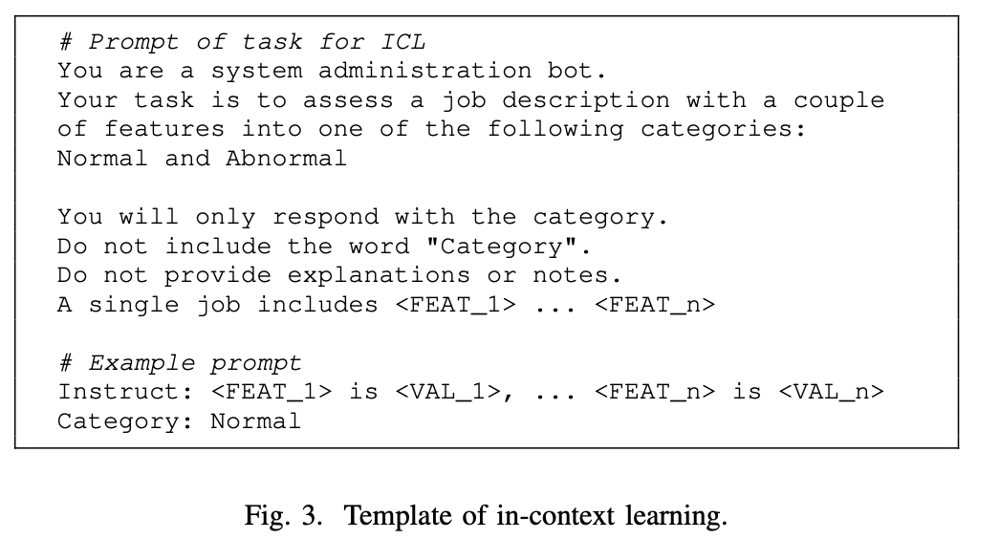 # Prompt of task for ICL
You are a system administration bot.
Your task is to assess a job description with a couple
of features into one of the following categories:
Normal and Abnormal
You will only respond with the category.
Do not include the word "Category".
Do not provide explanations or notes.
A single job includes <FEAT_1> ... <FEAT_n>
# Example prompt
Instruct: <FEAT_1> is <VAL_1>, ... <FEAT_n> is <VAL_n>
Category: Normal
Fig. 3. Template of in-context learning.